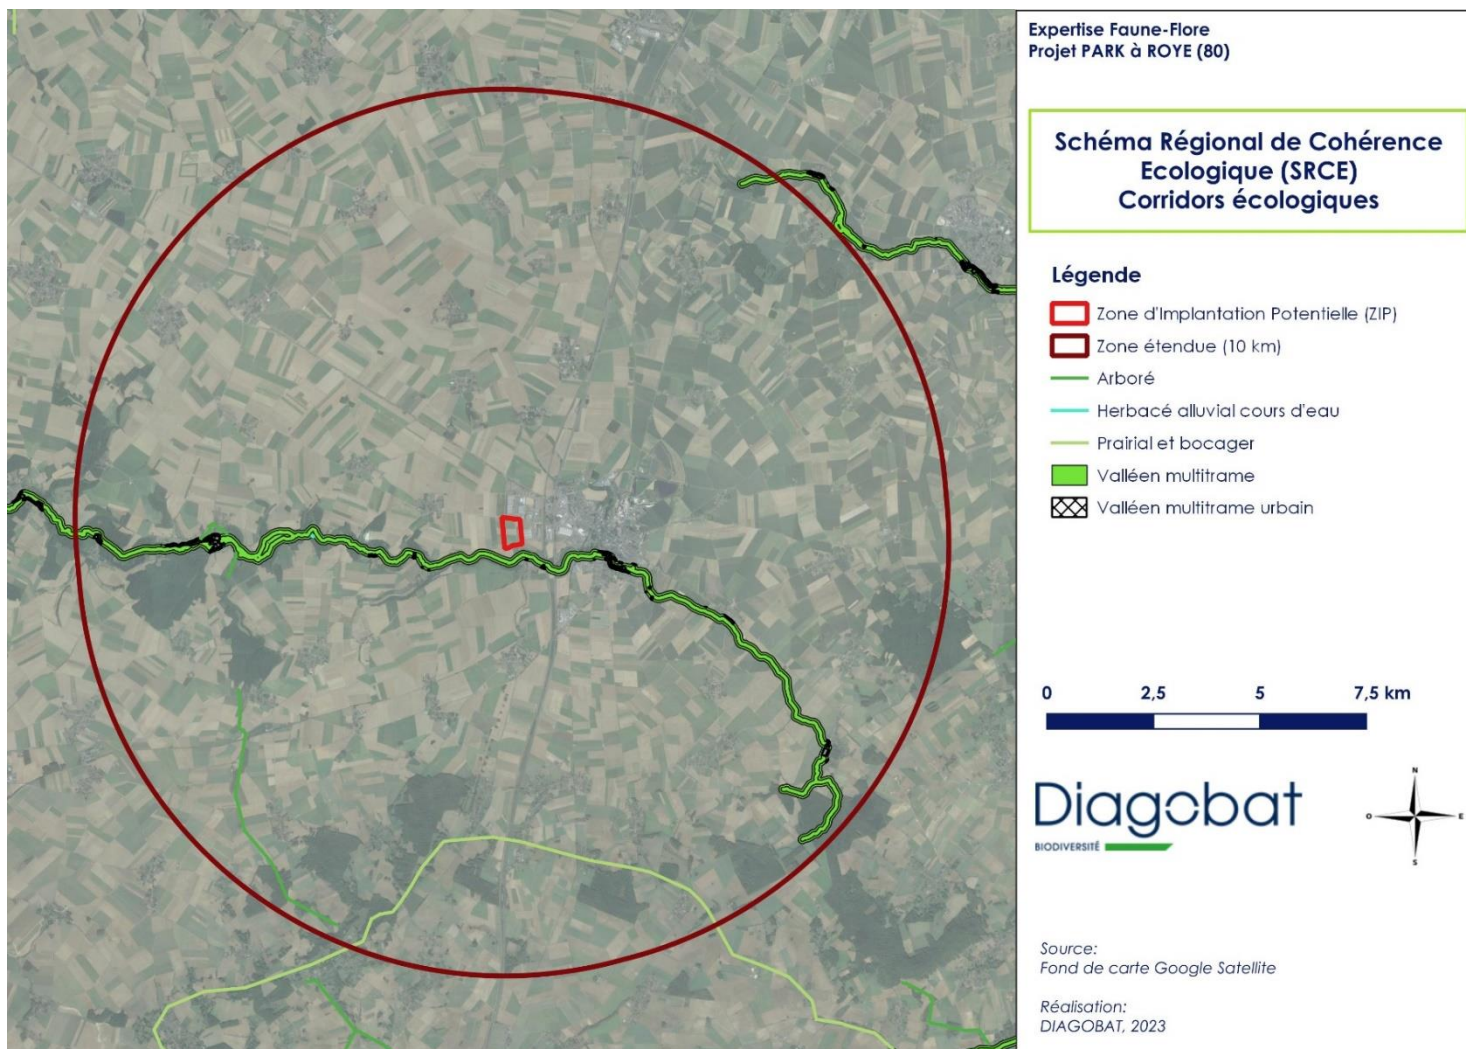 Expertise Faune-Flore
Projet PARK à ROYE (80)
Schéma Régional de Cohérence
Ecologique (SRCE)
Corridors écologiques
Légende
Zone d'Implantation Potentielle (ZIP)
Zone étendue (10 km)
Arboré
Herbacé alluvial cours d'eau
Prairial et bocager
Valléen multitrame
Valléen multitrame urbain
0 2,5 5 7,5 km
Diagobat
BIODIVERSITÉ
N
O E
S
Source:
Fond de carte Google Satellite
Réalisation:
DIAGOBAT, 2023